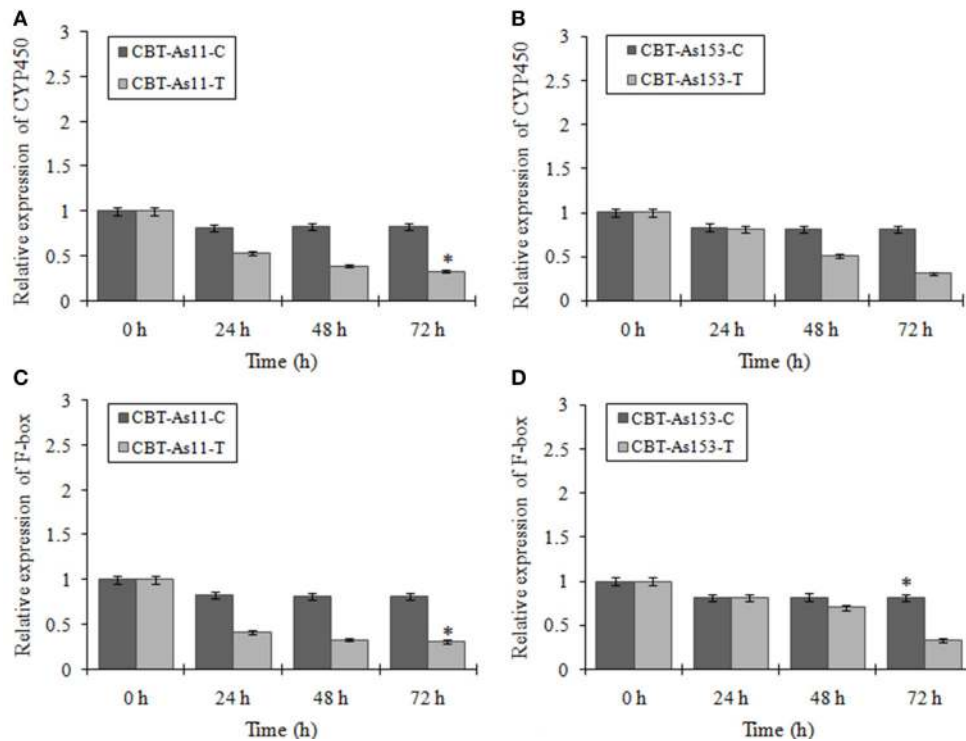 A
Relative expression of CYP450
3
2.5
2
1.5
1
0.5
0
CBT-As11-C
CBT-As11-T
*
0 h 24 h 48 h 72 h
Time (h)
B
Relative expression of CYP450
3
2.5
2
1.5
1
0.5
0
CBT-As153-C
CBT-As153-T
0 h 24 h 48 h 72 h
Time (h)
C
Relative expression of F-box
3
2.5
2
1.5
1
0.5
0
CBT-As11-C
CBT-As11-T
*
0 h 24 h 48 h 72 h
Time (h)
D
Relative expression of F-box
3
2.5
2
1.5
1
0.5
0
CBT-As153-C
CBT-As153-T
*
0 h 24 h 48 h 72 h
Time (h)